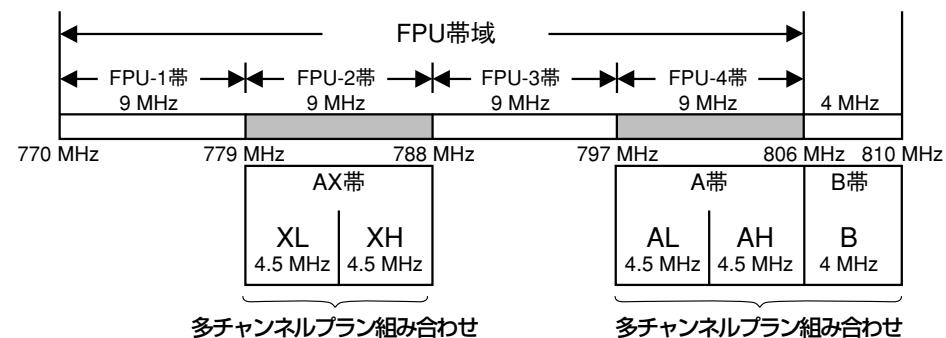 FPU帯域
FPU-1帯 FPU-2帯 FPU-3帯 FPU-4帯
9 MHz 9 MHz 9 MHz 9 MHz 4 MHz
770 MHz 779 MHz 788 MHz 797 MHz 806 MHz 810 MHz
AX帯 A帯 B帯
XL XH AL AH B
4.5 MHz 4.5 MHz 4.5 MHz 4.5 MHz 4 MHz
多チャンネルプラン組み合わせ 多チャンネルプラン組み合わせ